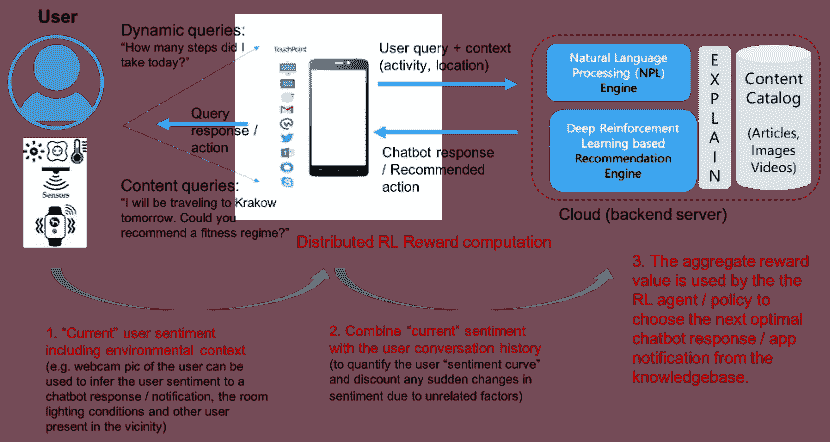 User
Dynamic queries:
"How many steps did I
take today?"
Query
response /
action
Sensors
Content queries:
"I will be traveling to Krakow
tomorrow. Could you
recommend a fitness regime?"
TouchPoint
User query + context
(activity, location)
Chatbot response
/ Recommended
action
Natural Language
Processing (NPL)
Engine
Deep Reinforcement
Learning based
Recommendation
Engine
EXPLAIN
Content
Catalog
(Articles,
Images
Videos)
Cloud (backend server)
Distributed RL Reward computation
1. "Current" user sentiment
including environmental context
(e.g. webcam pic of the user can be
used to infer the user sentiment to a
chatbot response / notification, the room
lighting conditions and other user
present in the vicinity)
2. Combine "current" sentiment
with the user conversation history
(to quantify the user "sentiment curve"
and discount any sudden changes in
sentiment due to unrelated factors)
3. The aggregate reward
value is used by the the
RL agent / policy to
choose the next optimal
chatbot response / app
notification from the
knowledgebase.